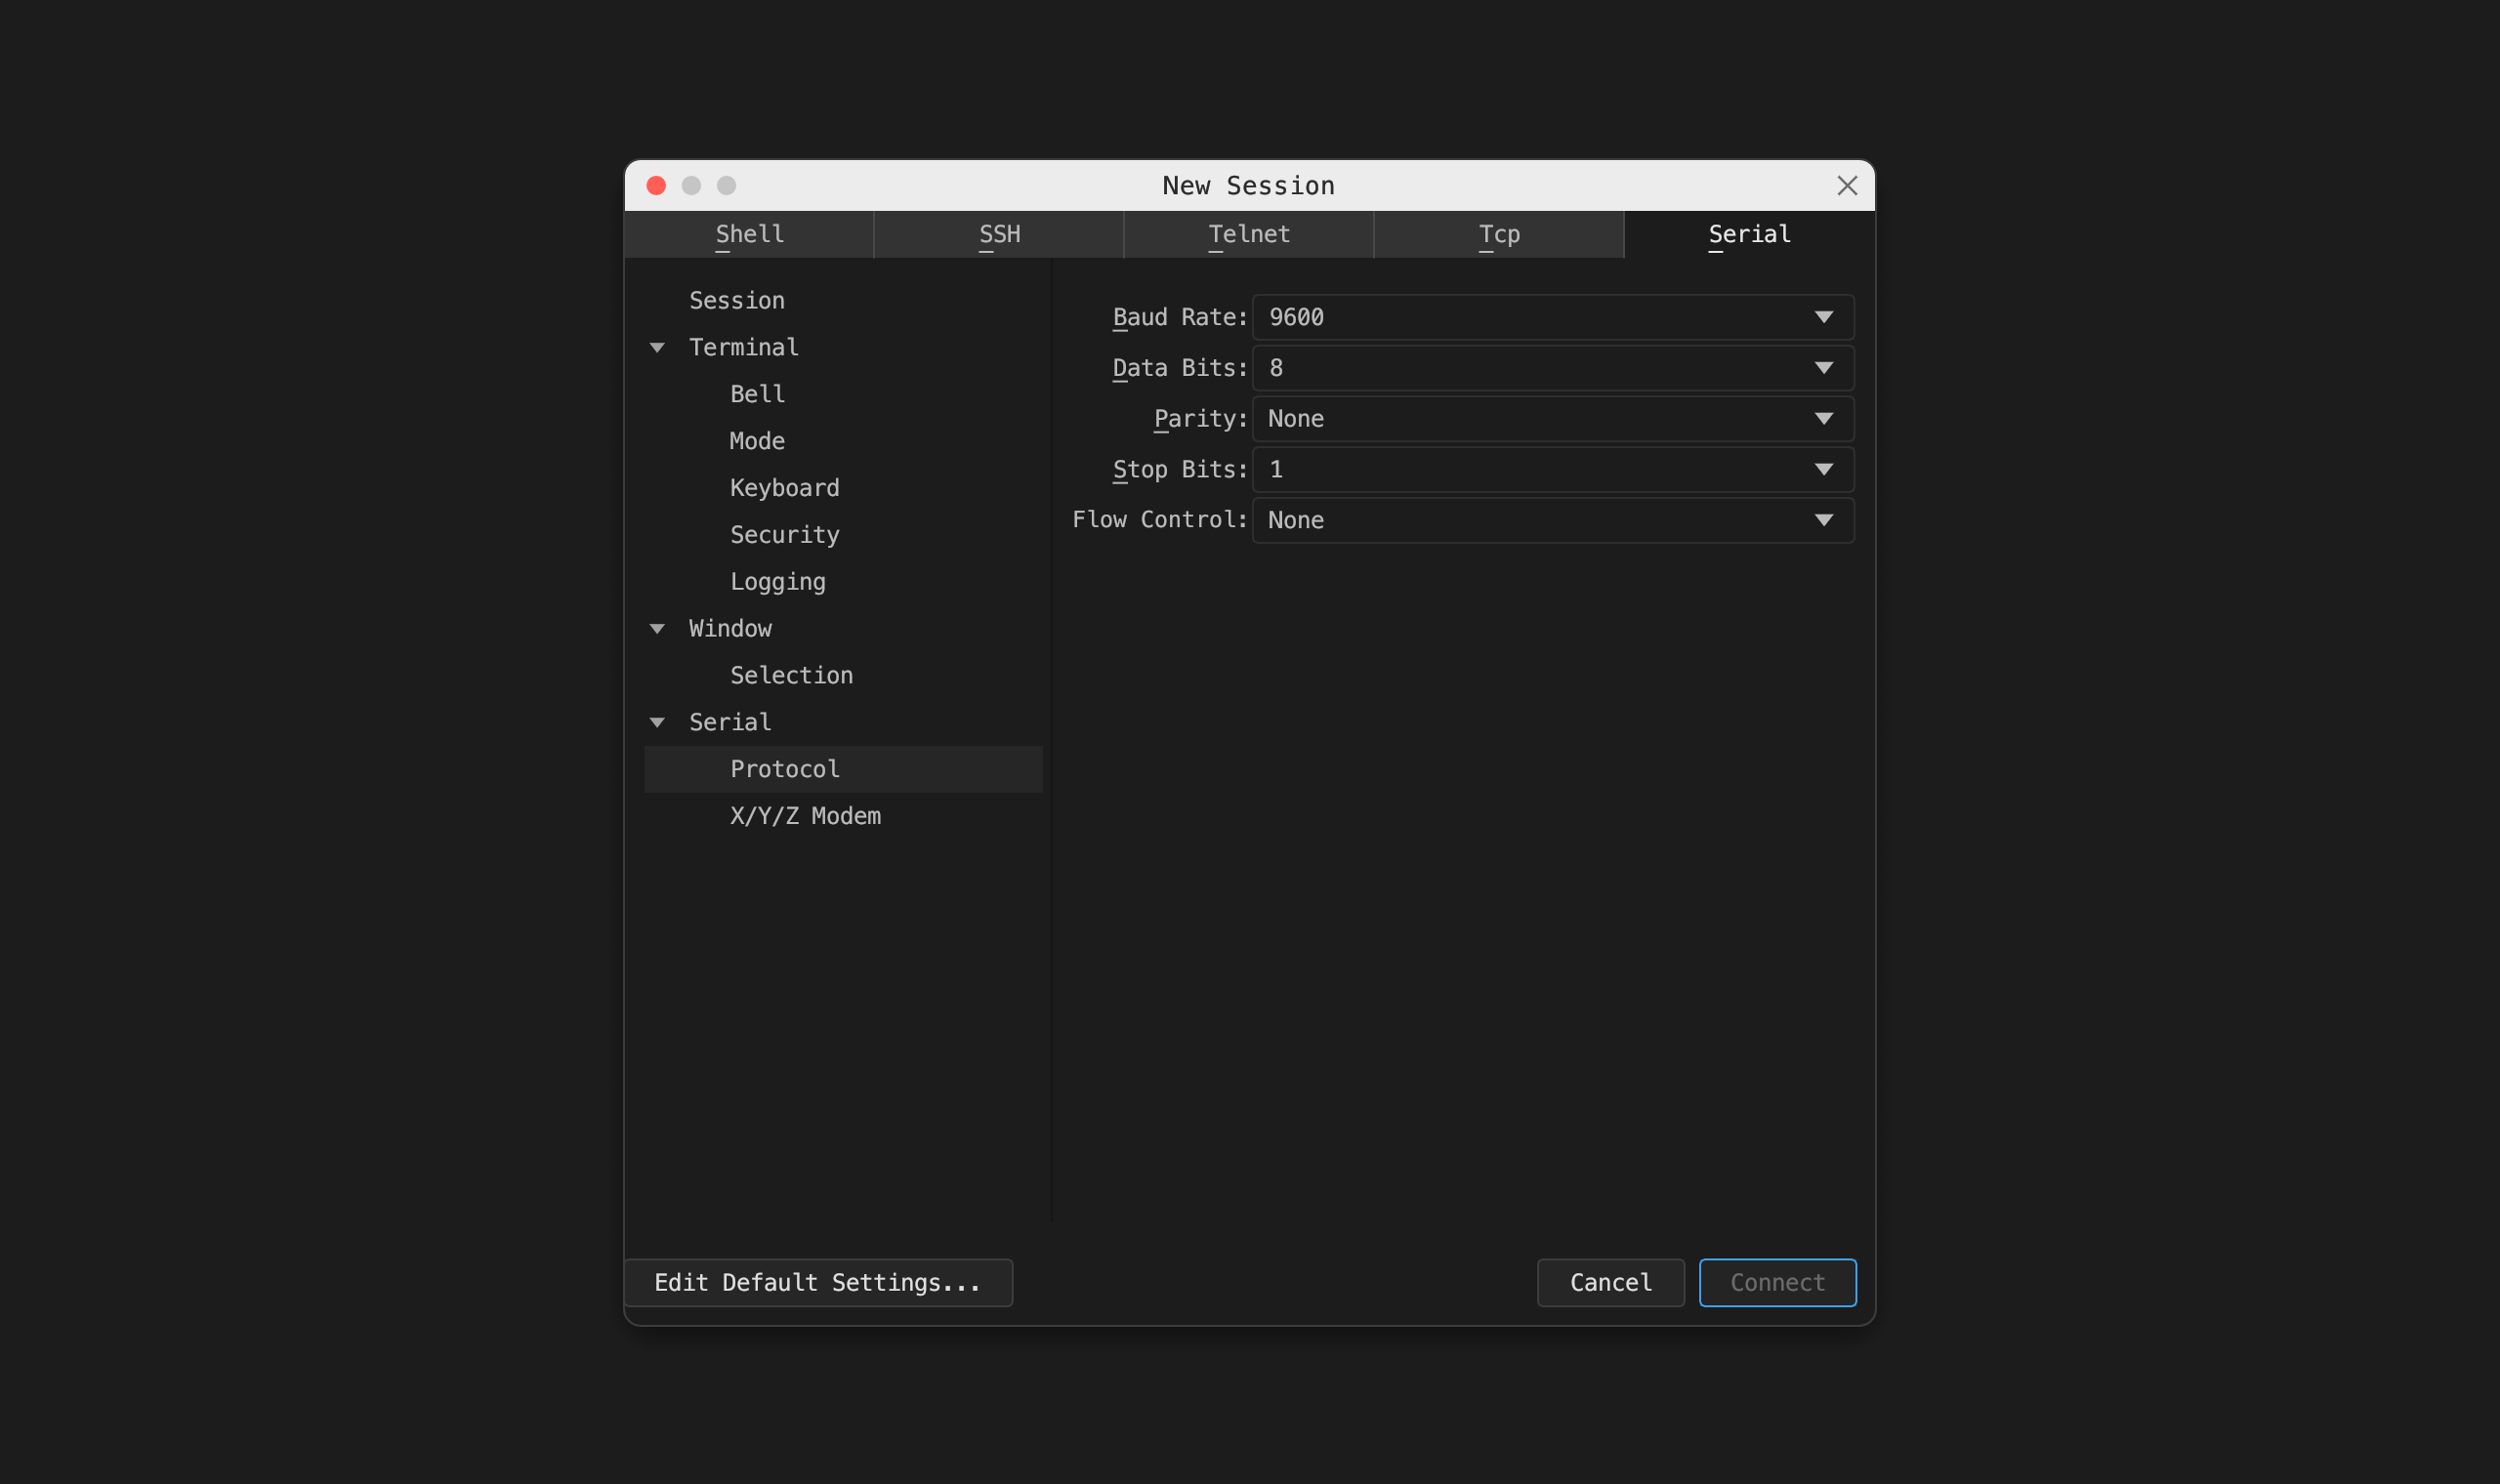 New Session
Shell SSH Telnet Tcp Serial
Session
Terminal
Bell
Mode
Keyboard
Security
Logging
Window
Selection
Serial
Protocol
X/Y/Z Modem
Baud Rate: 9600
Data Bits: 8
Parity: None
Stop Bits: 1
Flow Control: None
Edit Default Settings... Cancel Connect